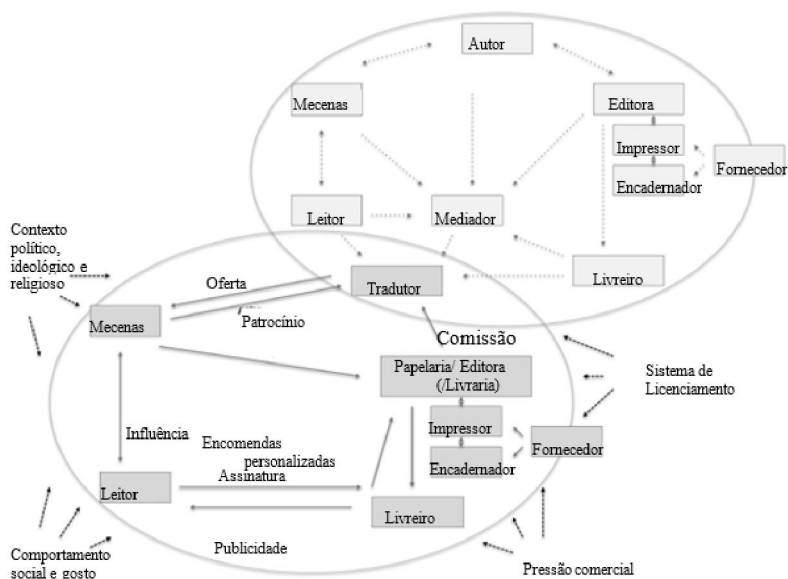 Autor
Mecenas
Editora
Impressor
Fornecedor
Encadernador
Leitor
Mediador
Livreiro
Contexto
político,
ideológico e
religioso
Oferta
Tradutor
Mecenas
Patrocínio
Comissão
Papelaria/ Editora
(/Livraria)
Sistema de
Licenciamento
Impressor
Influência
Encomendas
personalizadas
Fornecedor
Encadernador
Assinatura
Leitor
Livreiro
Publicidade
Comportamento
social e gosto
Pressão comercial